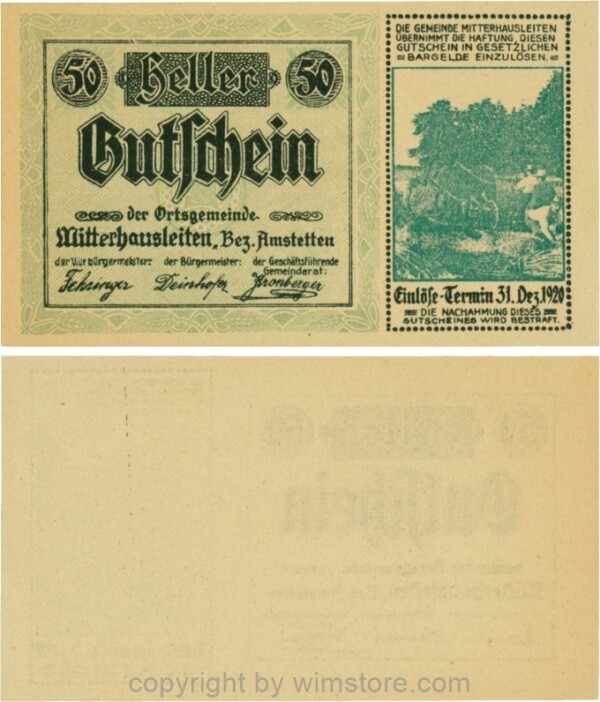 50 Heller 50
Gutschein
der Ortsgemeinde
Mitterhausleiten, Bez. Amstetten
der Vizebürgermeister: der Bürgermeister: der Geschäftsführende
Gemeinderat:
Fehringer Deinhofer Kronberger
DIE GEMEINDE MITTERHAUSLEITEN
ÜBERNIMMT DIE HAFTUNG, DIESEN
GUTSCHEIN IN GESETZLICHEN
BARGELDE EINZULÖSEN.
Einlöse-Termin 31. Dez. 1920
DIE NACHAHMUNG DIESES
GUTSCHEINES WIRD BESTRAFT.
copyright by wimstore.com